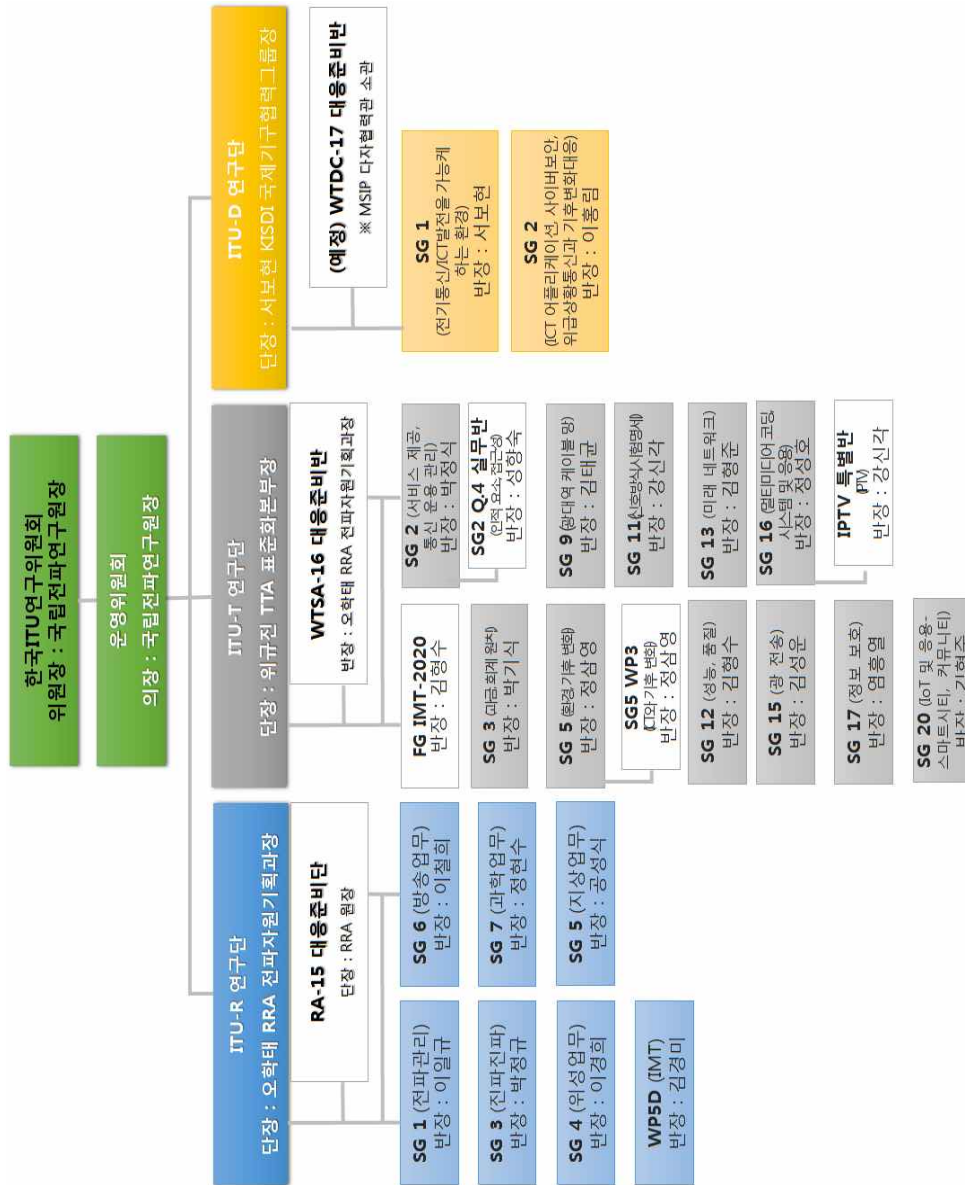 한국ITU연구위원회
위원장 : 국립전파연구원장
운영위원회
의장 : 국립전파연구원장
ITU-R 연구단
단장 : 오학태 RRA 전파자원기획과장
RA-15 대응준비단
단장 : RRA 원장
SG 1 (전파관리)
반장 : 이일규
SG 3 (전파전파)
반장 : 박정규
SG 4 (위성업무)
반장 : 이경희
WP5D (IMT)
반장 : 김경미
SG 6 (방송업무)
반장 : 이철희
SG 7 (과학업무)
반장 : 정현수
SG 5 (지상업무)
반장 : 공성식
ITU-T 연구단
단장 : 위규진 TTA 표준화본부장
WTSA-16 대응준비반
반장 : 오학태 RRA 전파자원기획과장
FG IMT-2020
반장 : 김형수
SG 3 (과금,회계 원칙)
반장 : 박기식
SG 5 (환경,기후 변화)
반장 : 정삼영
SG5 WP3
(ICT와 기후 변화)
반장 : 정삼영
SG 12 (성능, 품질)
반장 : 김형수
SG 15 (광 전송)
반장 : 김성운
SG 17 (정보 보호)
반장 : 염흥열
SG 20 (IoT 및 응용-
스마트시티, 커뮤니티)
반장 : 김형준
SG 2 (서비스 제공,
통신 운용 관리)
반장 : 박정식
SG2 Q.4 실무반
(인적 요소,접근성)
반장 : 성향숙
SG 9 (광대역 케이블 망)
반장 : 김태균
SG 11(신호방식,시험명세)
반장 : 강신각
SG 13 (미래 네트워크)
반장 : 김형준
SG 16 (멀티미디어 코딩,
시스템 및 응용)
반장 : 정성호
IPTV 특별반
(IPTV)
반장 : 강신각
ITU-D 연구단
단장 : 서보현 KISDI 국제기구협력그룹장
(예정) WTDC-17 대응준비반
※ MSIP 다자협력관 소관
SG 1
(전기통신/ICT발전을 가능케
하는 환경)
반장 : 서보현
SG 2
(ICT 어플리케이션, 사이버보안,
위급상황통신과 기후변화대응)
반장 : 이홍림